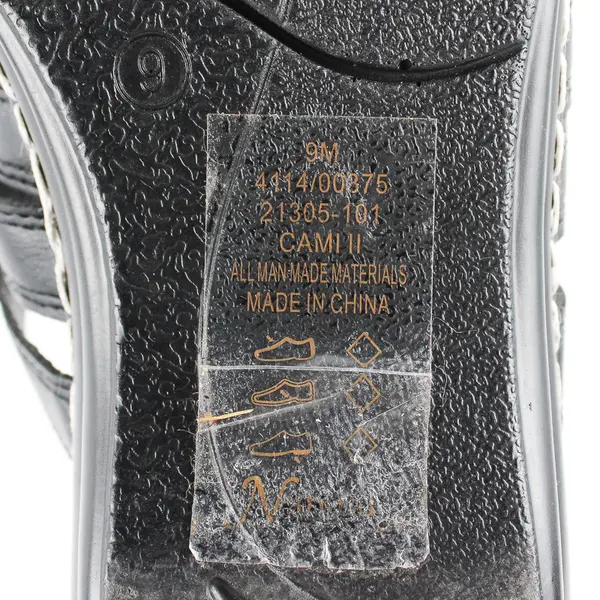 9
9M
4114/00375
21305-101
CAMI II
ALL MAN-MADE MATERIALS
MADE IN CHINA